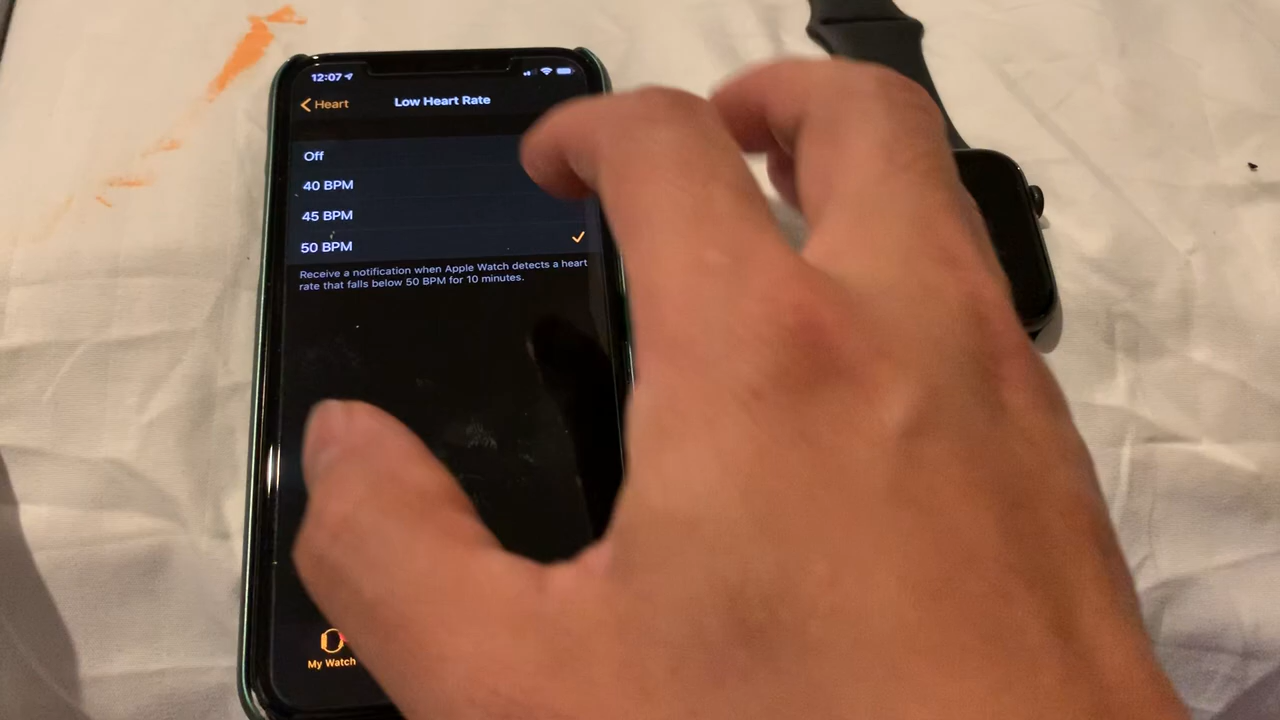 12:07
Heart
Low Heart Rate
Off
40 BPM
45 BPM
50 BPM
Receive a notification when Apple Watch detects a heart
rate that falls below 50 BPM for 10 minutes.
My Watch